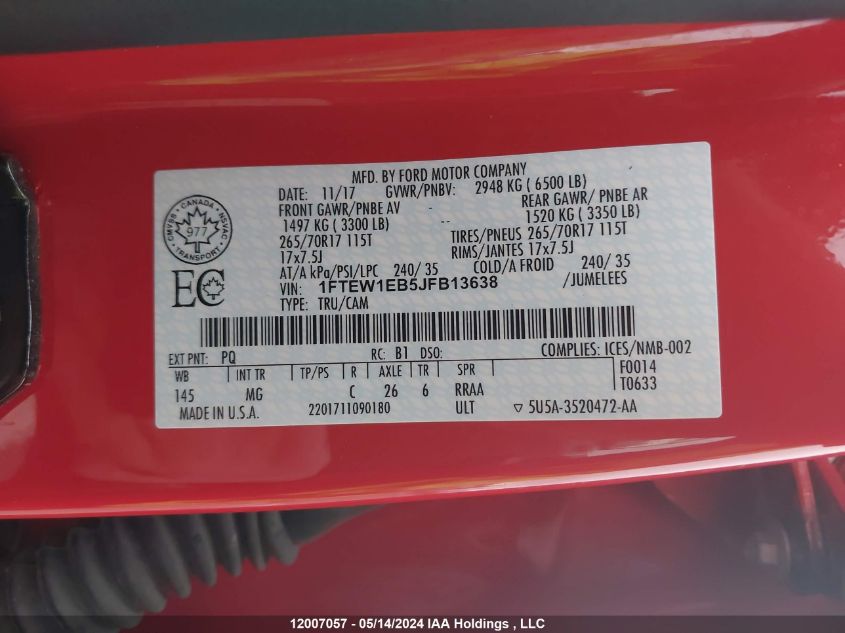 MFD. BY FORD MOTOR COMPANY
DATE: 11/17 GVWR/PNBV: 2948 KG ( 6500 LB)
FRONT GAWR/PNBE AV - REAR GAWR/ PNBE AR
1497 KG ( 3300 LB) -- 1520 KG ( 3350 LB)
265/70R17 115T TIRES/PNEUS 265/70R17 115T
17x7.5J RIMS/JANTES 17x7.5J
AT/A kPa/PSI/LPC 240/ 35 COLD/A FROID 240/ 35
VIN: 1FTEW1EB5JFB13638 /JUMELEES
TYPE: TRU/CAM
CANADA
CMVSS 977 NSVAC
TRANSPORT
EC
EXT PNT: PQ RC: B1 DSO: COMPLIES: ICES/NMB-002
WB INT TR TP/PS R AXLE TR SPR F0014
145 MG C 26 6 RRAA T0633
MADE IN U.S.A. 2201711090180 ULT ▽ 5U5A-3520472-AA
12007057 - 05/14/2024 IAA Holdings , LLC